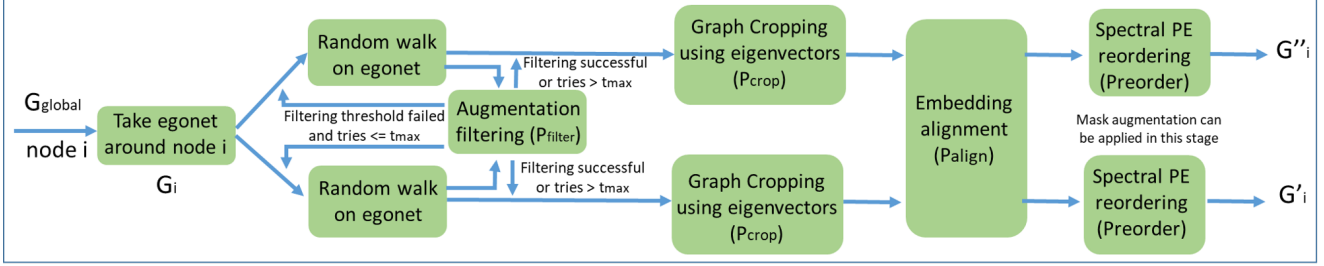 Gglobal
node i
Take egonet
around node i
Gi
Random walk
on egonet
Filtering threshold failed
and tries <= tmax
Random walk
on egonet
Augmentation
filtering (Pfilter)
Filtering successful
or tries > tmax
Filtering successful
or tries > tmax
Graph Cropping
using eigenvectors
(Pcrop)
Graph Cropping
using eigenvectors
(Pcrop)
Embedding
alignment
(Palign)
Spectral PE
reordering
(Preorder)
Mask augmentation can
be applied in this stage
Spectral PE
reordering
(Preorder)
G''i
G'i